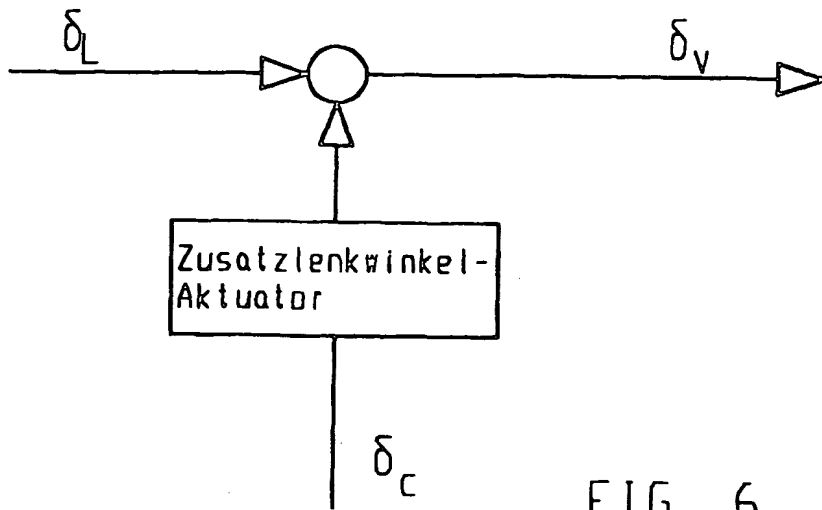 δL
δV
Zusatzlenkwinkel-
Aktuator
δC
FIG. 6